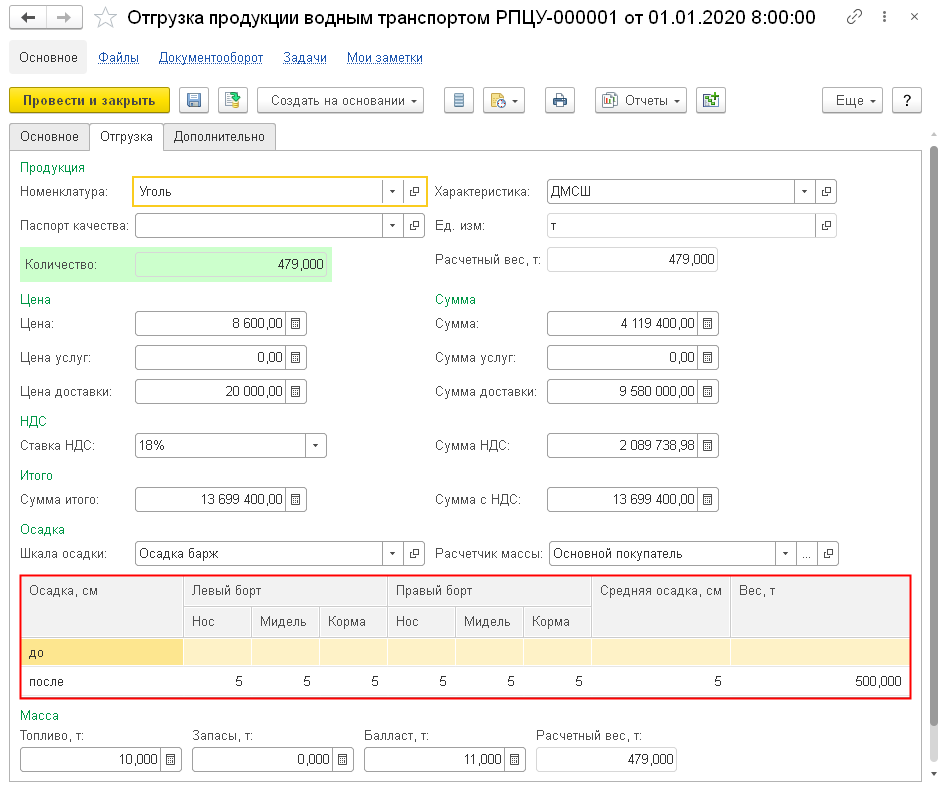 Отгрузка продукции водным транспортом РПЦУ-000001 от 01.01.2020 8:00:00
Основное Файлы Документооборот Задачи Мои заметки
Провести и закрыть Создать на основании Отчеты Еще ?
Основное Отгрузка Дополнительно
Продукция
Номенклатура: Уголь Характеристика: ДМСШ
Паспорт качества: Ед. изм: т
Количество: 479,000 Расчетный вес, т: 479,000
Цена Сумма
Цена: 8 600,00 Сумма: 4 119 400,00
Цена услуг: 0,00 Сумма услуг: 0,00
Цена доставки: 20 000,00 Сумма доставки: 9 580 000,00
НДС
Ставка НДС: 18% Сумма НДС: 2 089 738,98
Итого
Сумма итого: 13 699 400,00 Сумма с НДС: 13 699 400,00
Осадка
Шкала осадки: Осадка барж Расчетчик массы: Основной покупатель ...
Осадка, см Левый борт Правый борт Средняя осадка, см Вес, т
Нос Мидель Корма Нос Мидель Корма
до
после 5 5 5 5 5 5 5 500,000
Масса
Топливо, т: Запасы, т: Балласт, т: Расчетный вес, т:
10,000 0,000 11,000 479,000